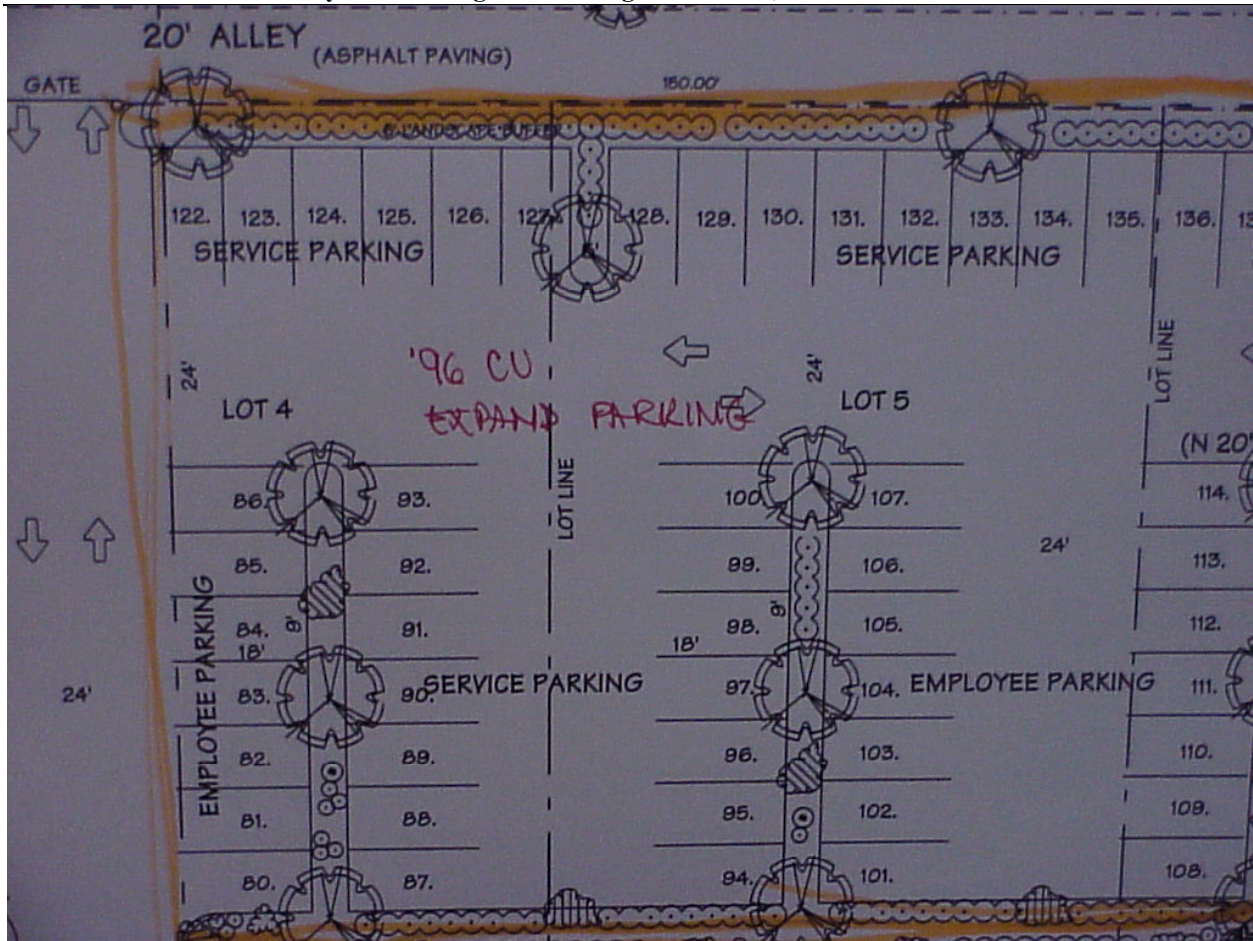 20' ALLEY (ASPHALT PAVING)
GATE
150.00'
122. 123. 124. 125. 126. 127. 128. 129. 130. 131. 132. 133. 134. 135. 136.
SERVICE PARKING
SERVICE PARKING
'96 CU
EXPAND PARKING
24'
24'
LOT 4
LOT 5
LOT LINE
LOT LINE
(N 20'
86. 93. 100 107. 114.
85. 92. 99. 106. 113.
24'
84. 9' 91. 98. 9' 105. 112.
18'
18'
EMPLOYEE PARKING
24'
83. 90. SERVICE PARKING 97. 104. EMPLOYEE PARKING 111.
82. 89. 96. 103. 110.
81. 88. 95. 102. 109.
80. 87. 94. 101. 108.